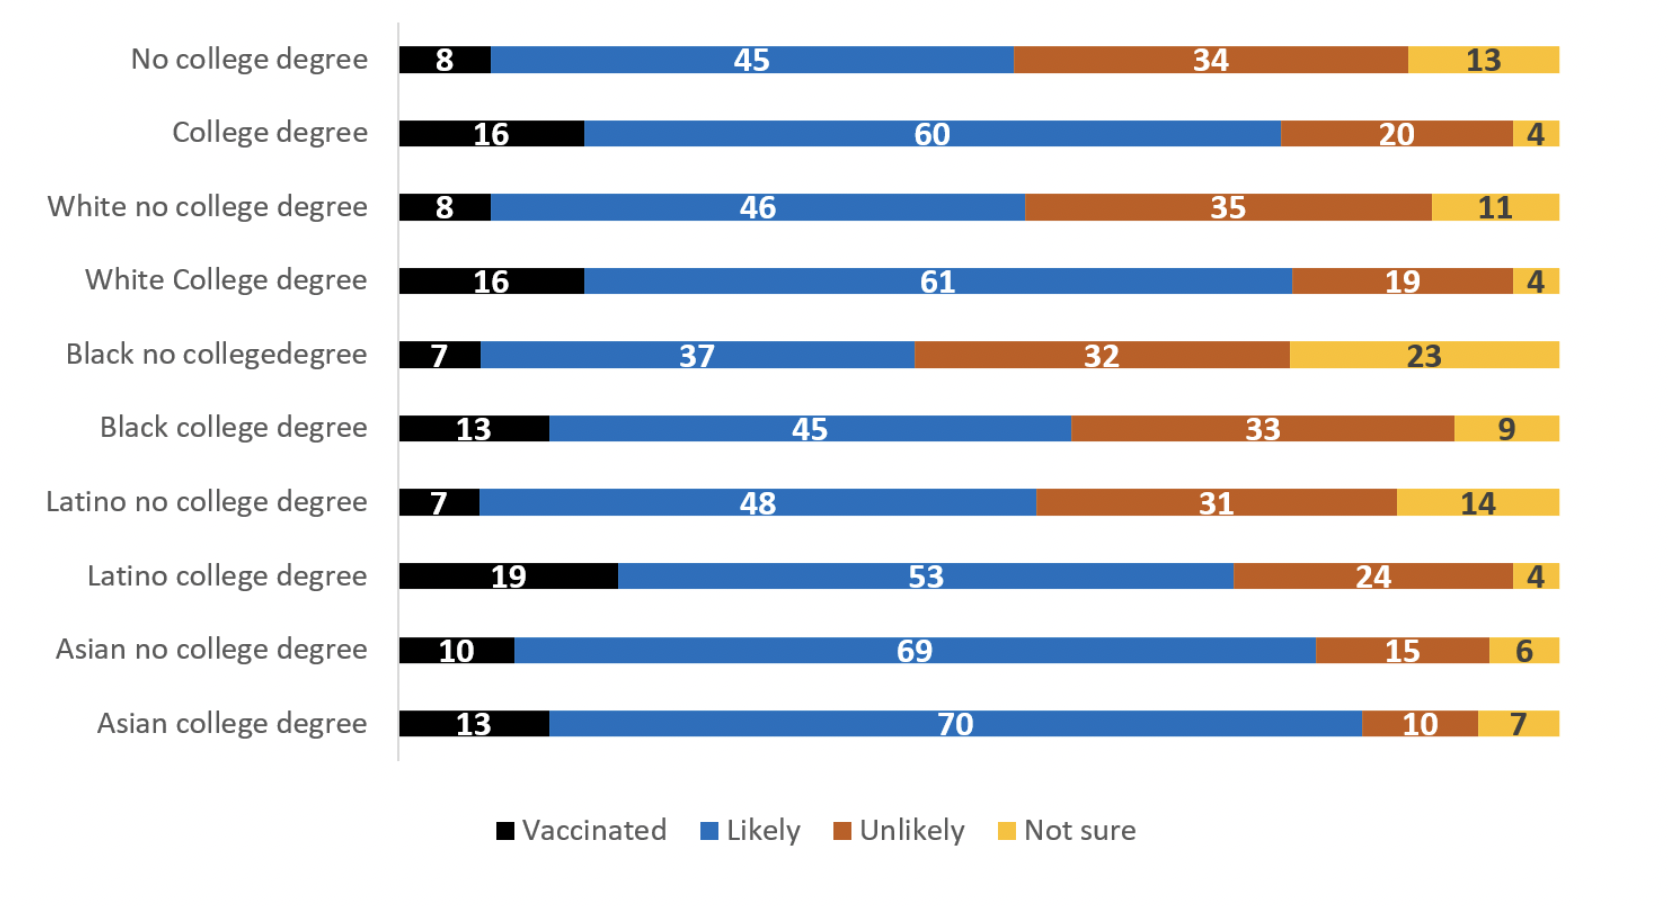 No college degree 8 45 34 13
College degree 16 60 20 4
White no college degree 8 46 35 11
White College degree 16 61 19 4
Black no collegedegree 7 37 32 23
Black college degree 13 45 33 9
Latino no college degree 7 48 31 14
Latino college degree 19 53 24 4
Asian no college degree 10 69 15 6
Asian college degree 13 70 10 7
Vaccinated Likely Unlikely Not sure